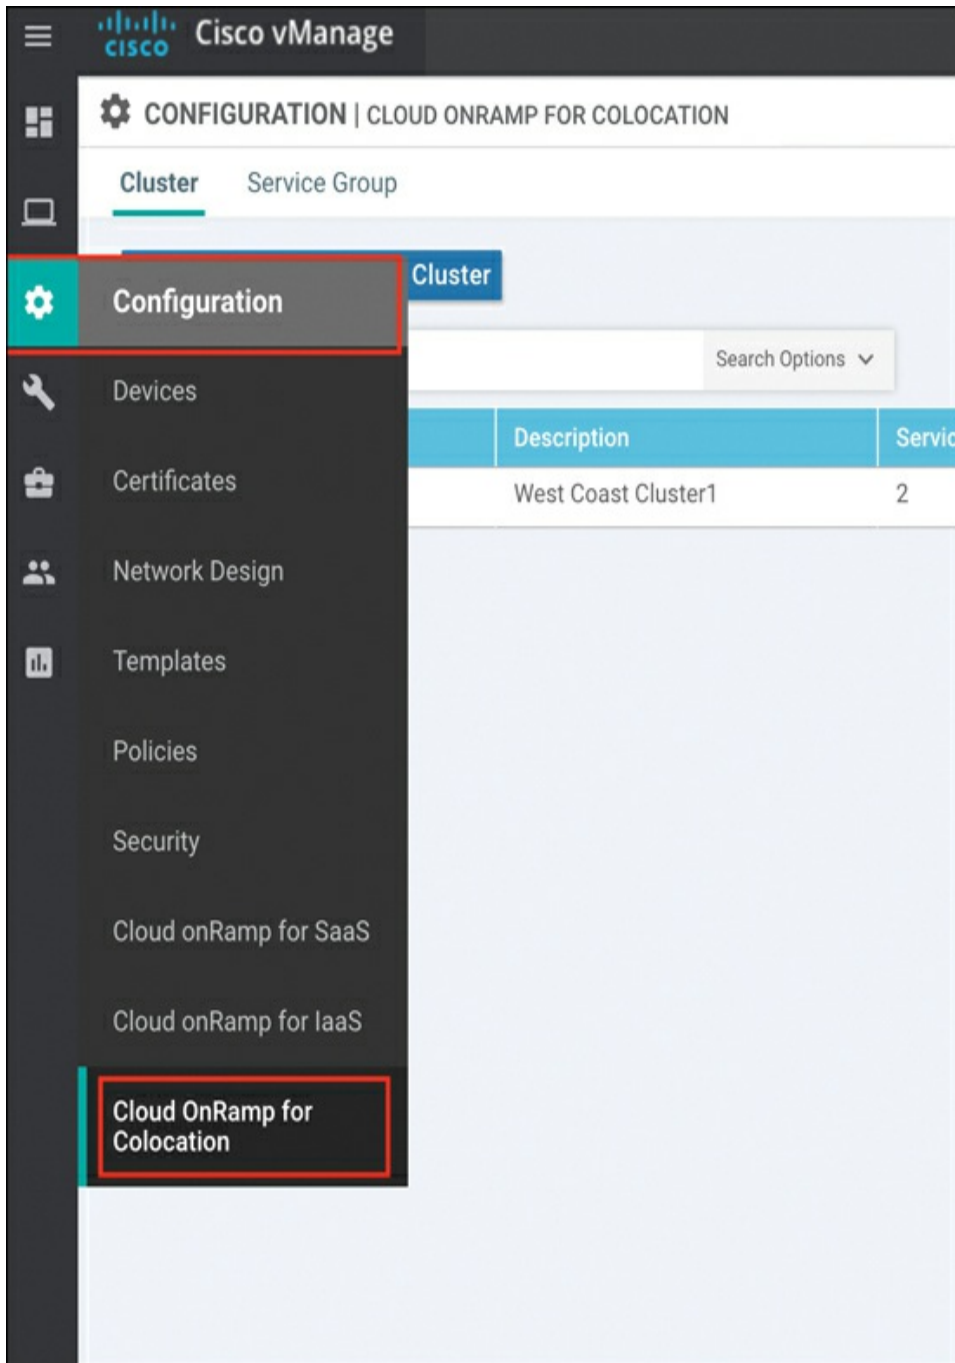 CISCO Cisco vManage
CONFIGURATION | CLOUD ONRAMP FOR COLOCATION
Cluster Service Group
Cluster
Configuration
Search Options
Devices
Description
Certificates
West Coast Cluster1 2
Network Design
Templates
Policies
Security
Cloud onRamp for SaaS
Cloud onRamp for IaaS
Cloud OnRamp for
Colocation